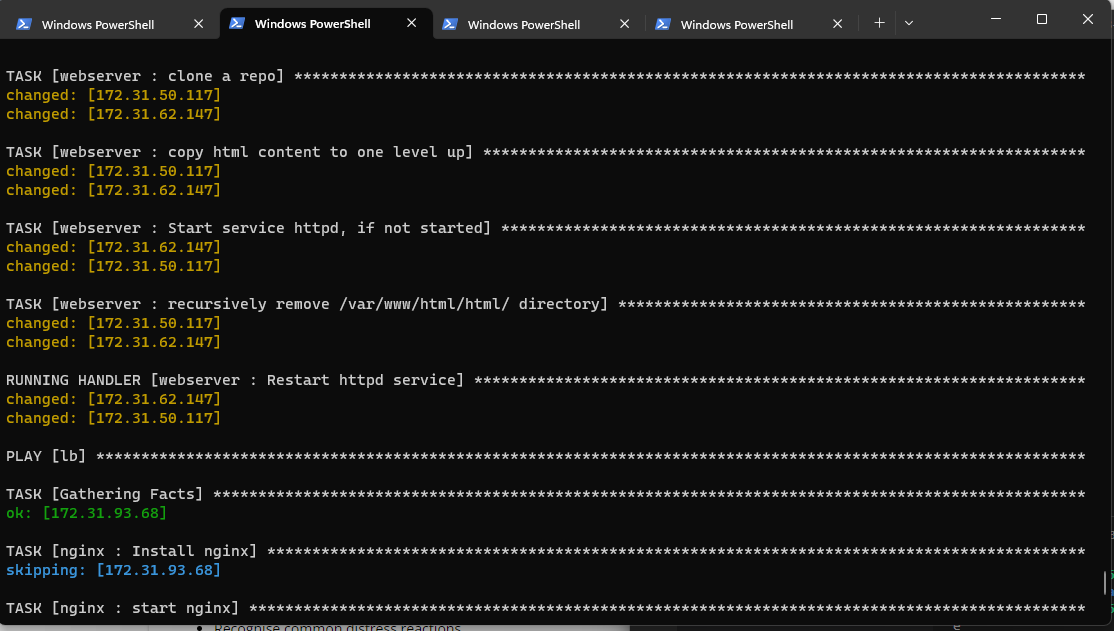 Windows PowerShell Windows PowerShell Windows PowerShell Windows PowerShell
TASK [webserver : clone a repo] ****************************************************************************************
changed: [172.31.50.117]
changed: [172.31.62.147]
TASK [webserver : copy html content to one level up] *******************************************************************
changed: [172.31.50.117]
changed: [172.31.62.147]
TASK [webserver : Start service httpd, if not started] *****************************************************************
changed: [172.31.62.147]
changed: [172.31.50.117]
TASK [webserver : recursively remove /var/www/html/html/ directory] ****************************************************
changed: [172.31.50.117]
changed: [172.31.62.147]
RUNNING HANDLER [webserver : Restart httpd service] ********************************************************************
changed: [172.31.62.147]
changed: [172.31.50.117]
PLAY [lb] **************************************************************************************************************
TASK [Gathering Facts] *************************************************************************************************
ok: [172.31.93.68]
TASK [nginx : Install nginx] *******************************************************************************************
skipping: [172.31.93.68]
TASK [nginx : start nginx] *********************************************************************************************
Recognise common distress reactions